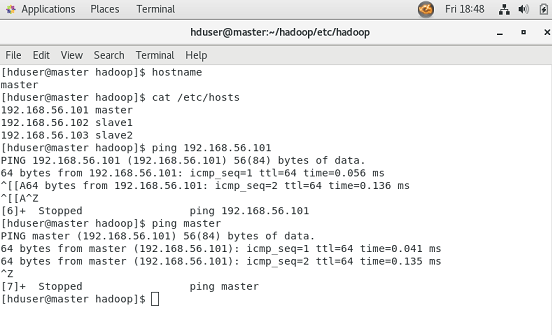 Applications Places Terminal Fri 18:48
hduser@master:~/hadoop/etc/hadoop
File Edit View Search Terminal Help
[hduser@master hadoop]$ hostname
master
[hduser@master hadoop]$ cat /etc/hosts
192.168.56.101 master
192.168.56.102 slave1
192.168.56.103 slave2
[hduser@master hadoop]$ ping 192.168.56.101
PING 192.168.56.101 (192.168.56.101) 56(84) bytes of data.
64 bytes from 192.168.56.101: icmp_seq=1 ttl=64 time=0.056 ms
^[[A64 bytes from 192.168.56.101: icmp_seq=2 ttl=64 time=0.136 ms
^[[A^Z
[6]+  Stopped                 ping 192.168.56.101
[hduser@master hadoop]$ ping master
PING master (192.168.56.101) 56(84) bytes of data.
64 bytes from master (192.168.56.101): icmp_seq=1 ttl=64 time=0.041 ms
64 bytes from master (192.168.56.101): icmp_seq=2 ttl=64 time=0.135 ms
^Z
[7]+  Stopped                 ping master
[hduser@master hadoop]$